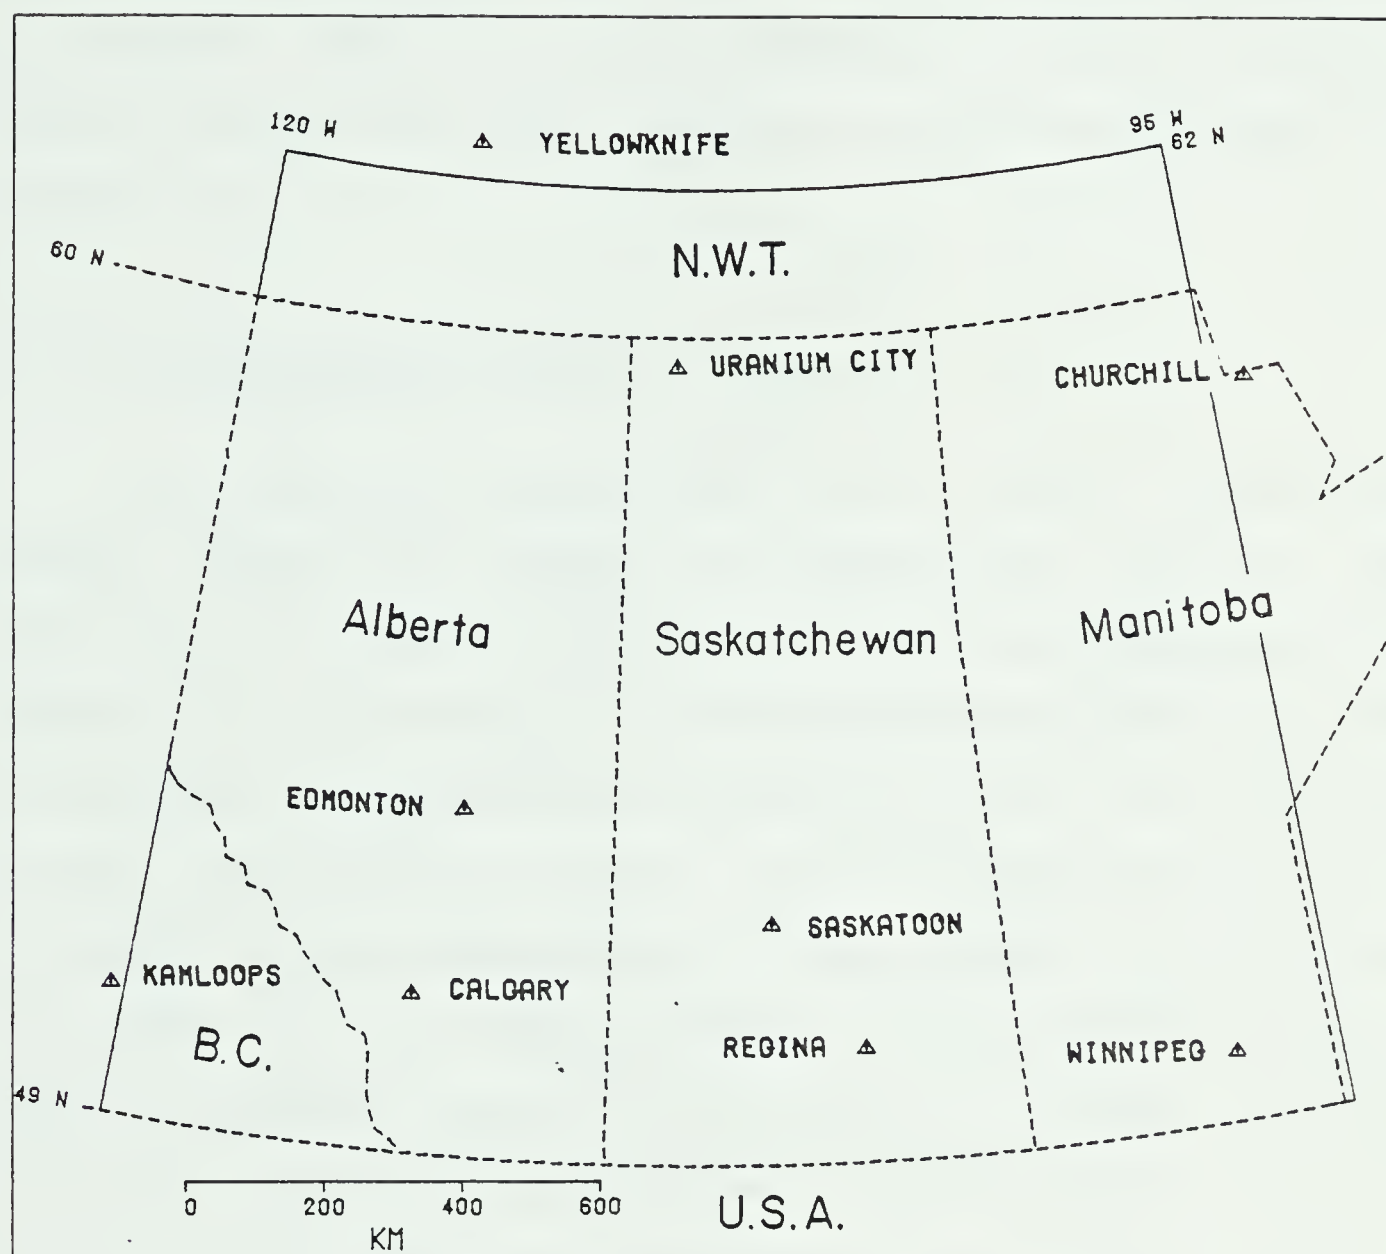 120 W
95 W
62 N
YELLOWKNIFE
60 N
N.W.T.
URANIUM CITY
CHURCHILL
Alberta
Saskatchewan
Manitoba
EDMONTON
SASKATOON
KAMLOOPS
CALGARY
B.C.
REGINA
WINNIPEG
49 N
0 200 400 600
KM
U.S.A.